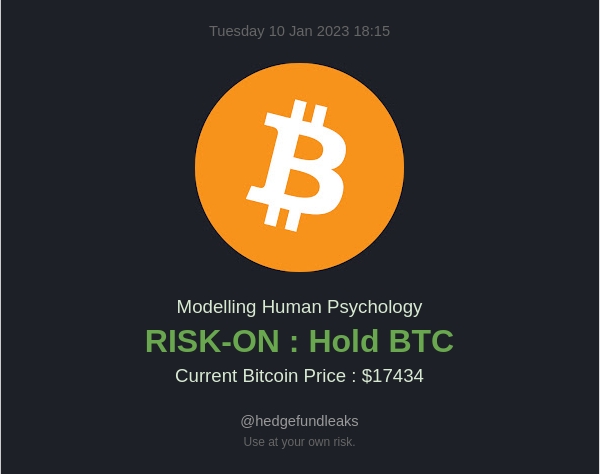 Tuesday 10 Jan 2023 18:15
Modelling Human Psychology
RISK-ON : Hold BTC
Current Bitcoin Price : $17434
@hedgefundleaks
Use at your own risk.